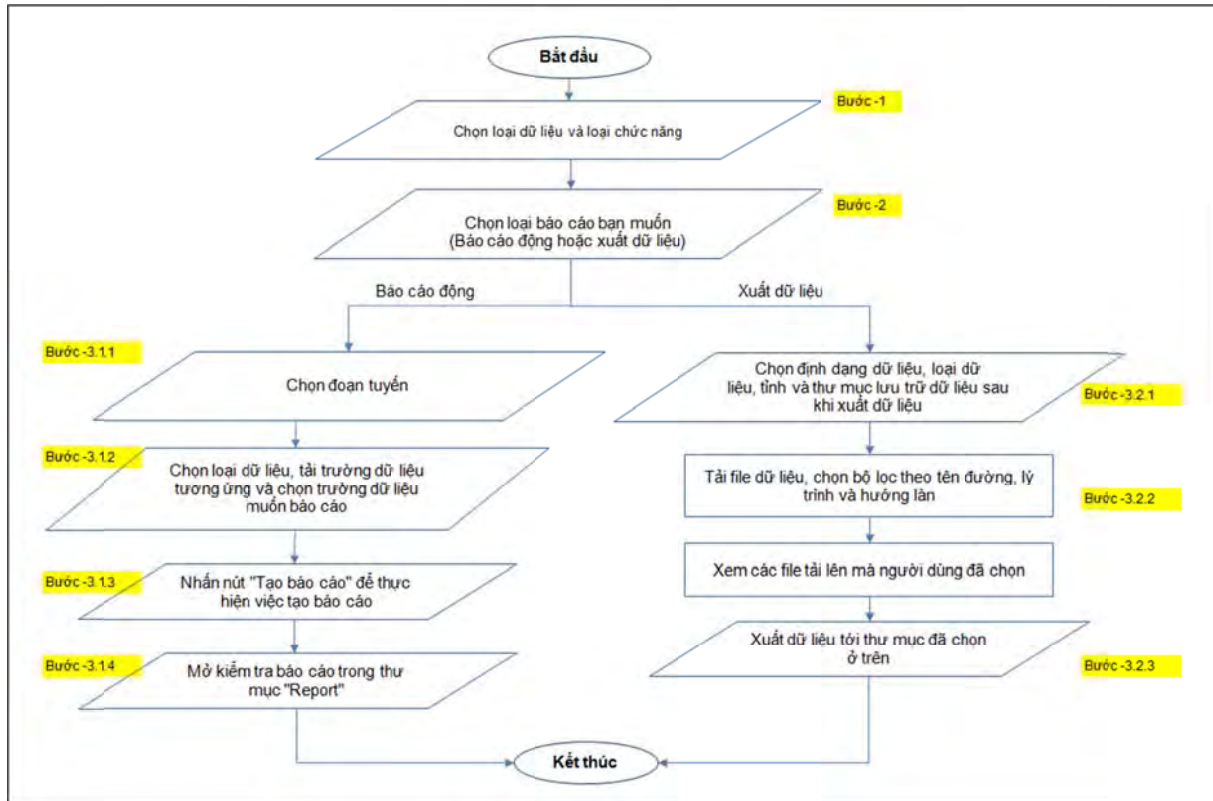 Bắt đầu
Bước -1
Chọn loại dữ liệu và loại chức năng
Bước -2
Chọn loại báo cáo bạn muốn
(Báo cáo động hoặc xuất dữ liệu)
Báo cáo động
Xuất dữ liệu
Bước -3.1.1
Chọn đoạn tuyến
Chọn định dạng dữ liệu, loại dữ
liệu, tỉnh và thư mục lưu trữ dữ liệu sau
khi xuất dữ liệu
Bước -3.2.1
Bước -3.1.2
Chọn loại dữ liệu, tải trường dữ liệu
tương ứng và chọn trường dữ liệu
muốn báo cáo
Tải file dữ liệu, chọn bộ lọc theo tên đường, lý
trình và hướng làn
Bước -3.2.2
Bước -3.1.3
Nhấn nút "Tạo báo cáo" để thực
hiện việc tạo báo cáo
Xem các file tải lên mà người dùng đã chọn
Bước -3.1.4
Mở kiểm tra báo cáo trong thư
mục "Report"
Xuất dữ liệu tới thư mục đã chọn
ở trên
Bước -3.2.3
Kết thúc